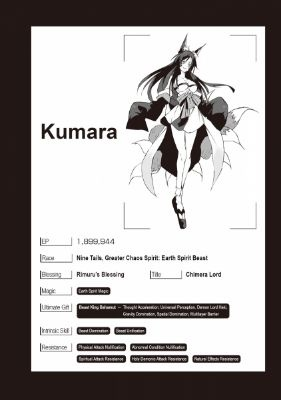 Kumara
EP 1,899,944
Race Nine Tails, Greater Chaos Spirit: Earth Spirit Beast
Blessing Rimuru's Blessing Title Chimera Lord
Magic Earth Spirit Magic
Ultimate Gift Beast King Bahamut — Thought Acceleration, Universal Perception, Demon Lord Haki,
Gravity Domination, Spatial Domination, Multilayer Barrier
Intrinsic Skill Beast Domination Beast Unification
Resistance Physical Attack Nullification Abnormal Condition Nullification
Spiritual Attack Resistance Holy-Demonic Attack Resistance Natural Effects Resistance